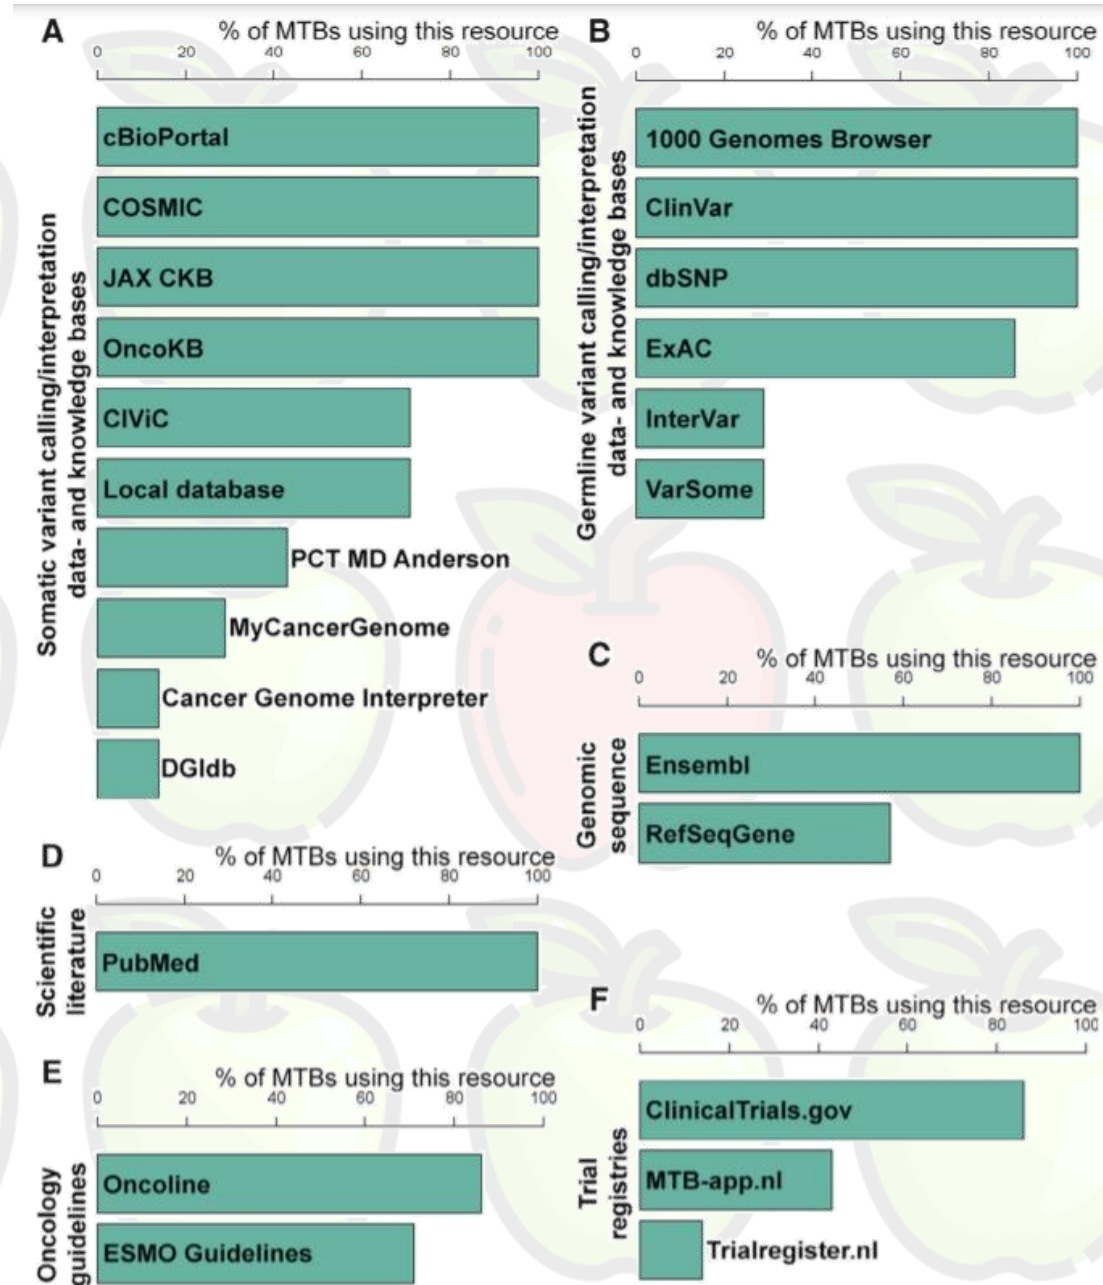 A
% of MTBs using this resource
0 20 40 60 80 100
Somatic variant calling/interpretation
data- and knowledge bases
cBioPortal
COSMIC
JAX CKB
OncoKB
CIViC
Local database
PCT MD Anderson
MyCancerGenome
Cancer Genome Interpreter
DGIdb
B
% of MTBs using this resource
0 20 40 60 80 100
Germline variant calling/interpretation
data- and knowledge bases
1000 Genomes Browser
ClinVar
dbSNP
ExAC
InterVar
VarSome
C
% of MTBs using this resource
0 20 40 60 80 100
Genomic
sequence
Ensembl
RefSeqGene
D
% of MTBs using this resource
0 20 40 60 80 100
Scientific
literature
PubMed
E
% of MTBs using this resource
0 20 40 60 80 100
Oncology
guidelines
Oncoline
ESMO Guidelines
F
% of MTBs using this resource
0 20 40 60 80 100
Trial
registries
ClinicalTrials.gov
MTB-app.nl
Trialregister.nl